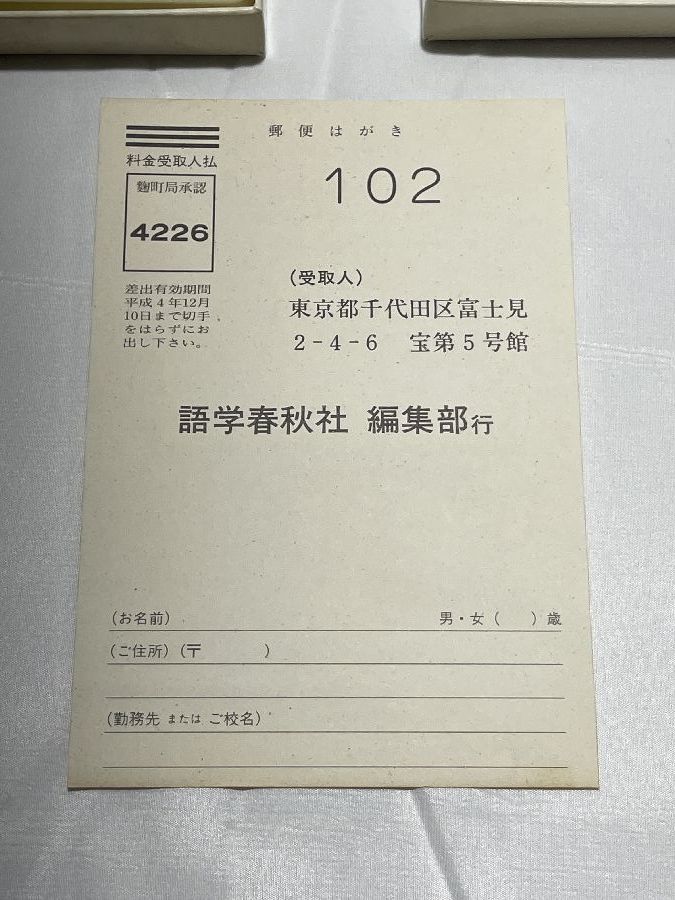 郵便はがき
料金受取人払
麴町局承認
4226
差出有効期間
平成4年12月
10日まで切手
をはらずにお
出し下さい。
102
(受取人)
東京都千代田区富士見
2-4-6 宝第5号館
語学春秋社 編集部行
(お名前) 男・女( )歳
(ご住所)(〒 )
(勤務先 または ご校名)